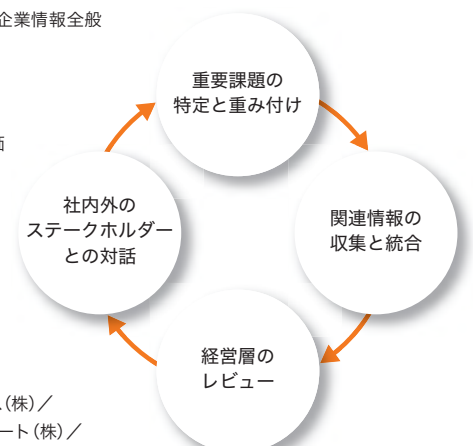 企業情報全般
重要課題の
特定と重み付け
社内外の
ステークホルダー
との対話
関連情報の
収集と統合
経営層の
レビュー
(株)/
ート(株)/